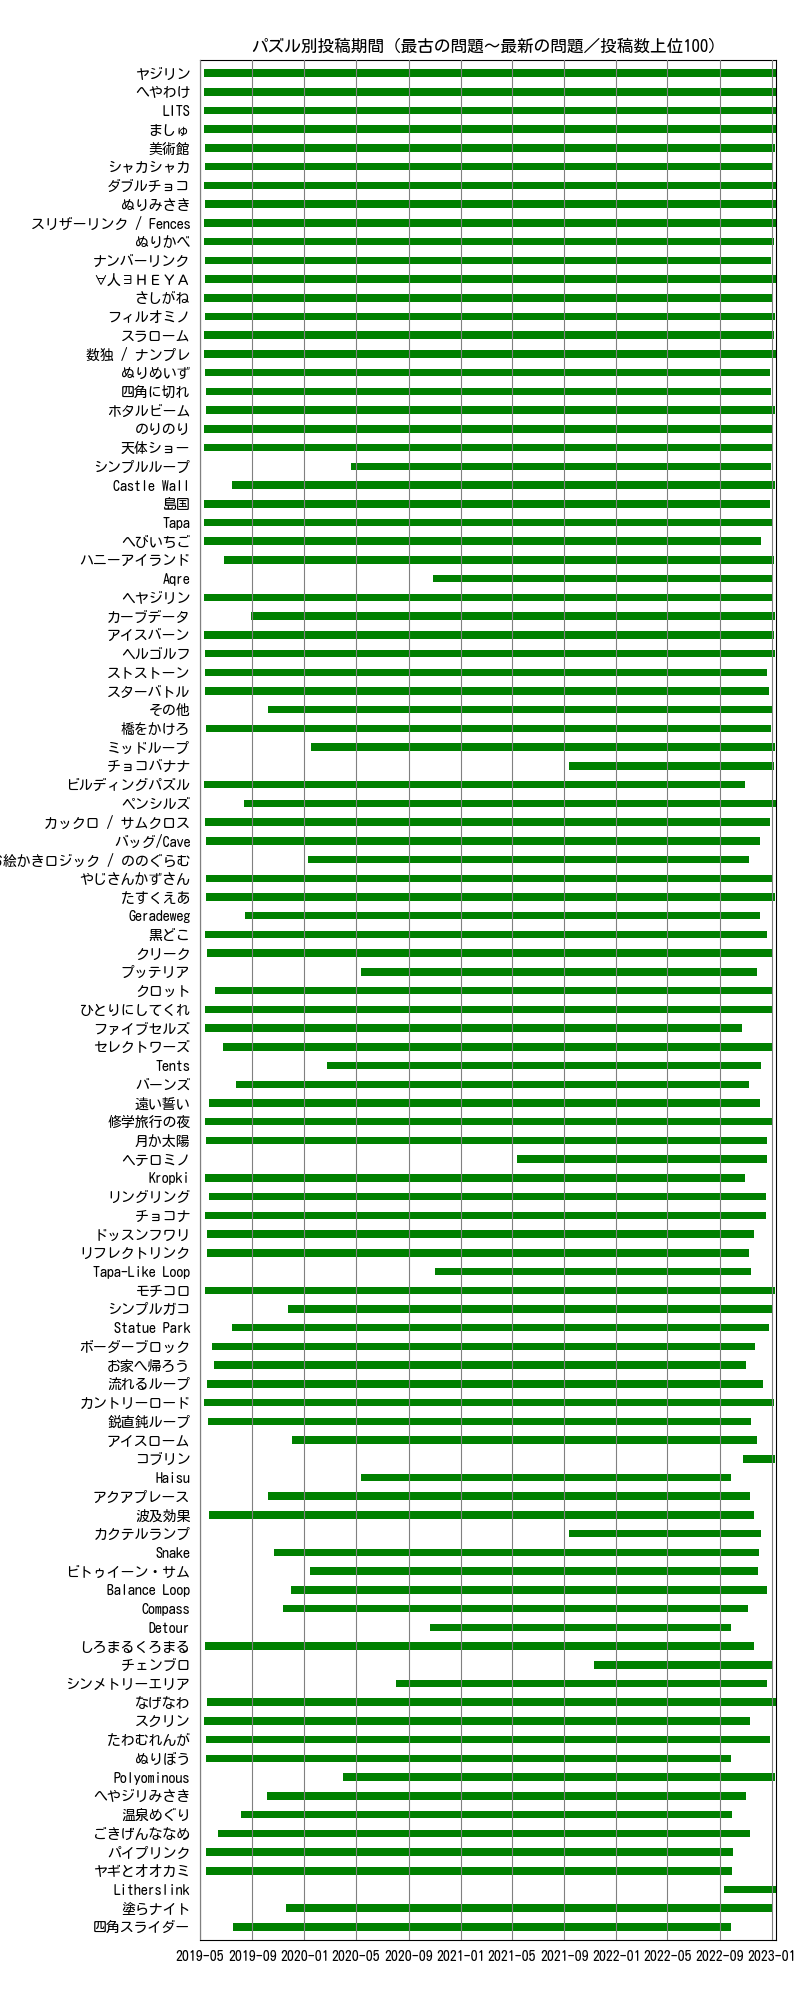 パズル別投稿期間（最古の問題～最新の問題／投稿数上位100）
ヤジリン
へやわけ
LITS
ましゅ
美術館
シャカシャカ
ダブルチョコ
ぬりみさき
スリザーリンク / Fences
ぬりかべ
ナンバーリンク
∀人∃ＨＥＹＡ
さしがね
フィルオミノ
スラローム
数独 / ナンプレ
ぬりめいず
四角に切れ
ホタルビーム
のりのり
天体ショー
シンプルループ
Castle Wall
島国
Tapa
へびいちご
ハニーアイランド
Aqre
ヘヤジリン
カーブデータ
アイスバーン
ヘルゴルフ
ストストーン
スターバトル
その他
橋をかけろ
ミッドループ
チョコバナナ
ビルディングパズル
ペンシルズ
カックロ / サムクロス
バッグ/Cave
絵かきロジック / ののぐらむ
やじさんかずさん
たすくえあ
Geradeweg
黒どこ
クリーク
プッテリア
クロット
ひとりにしてくれ
ファイブセルズ
セレクトワーズ
Tents
バーンズ
遠い誓い
修学旅行の夜
月か太陽
ヘテロミノ
Kropki
リングリング
チョコナ
ドッスンフワリ
リフレクトリンク
Tapa-Like Loop
モチコロ
シンプルガコ
Statue Park
ボーダーブロック
お家へ帰ろう
流れるループ
カントリーロード
鋭直鈍ループ
アイスローム
コブリン
Haisu
アクアプレース
波及効果
カクテルランプ
Snake
ビトゥイーン・サム
Balance Loop
Compass
Detour
しろまるくろまる
チェンブロ
シンメトリーエリア
なげなわ
スクリン
たわむれんが
ぬりぼう
Polyominous
へやジリみさき
温泉めぐり
ごきげんななめ
パイプリンク
ヤギとオオカミ
Litherslink
塗らナイト
四角スライダー
2019-05 2019-09 2020-01 2020-05 2020-09 2021-01 2021-05 2021-09 2022-01 2022-05 2022-09 2023-01